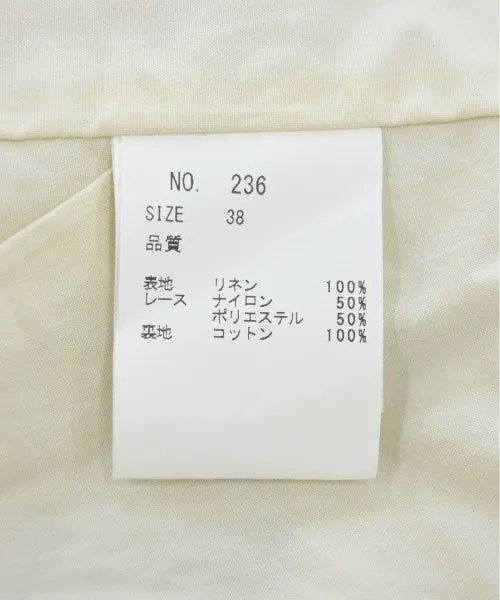 NO. 236
SIZE 38
品質
表地 リネン 100%
レース ナイロン 50%
ポリエステル 50%
裏地 コットン 100%